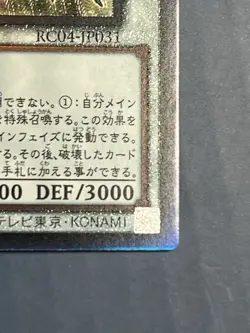 RC04-JP031
用できない。①：自分メイン
を特殊召喚する。この効果を
インフェイズに発動できる。
する。その後、破壊したカード
手札に加える事ができる。
00 DEF/3000
テレビ東京・KONAMI